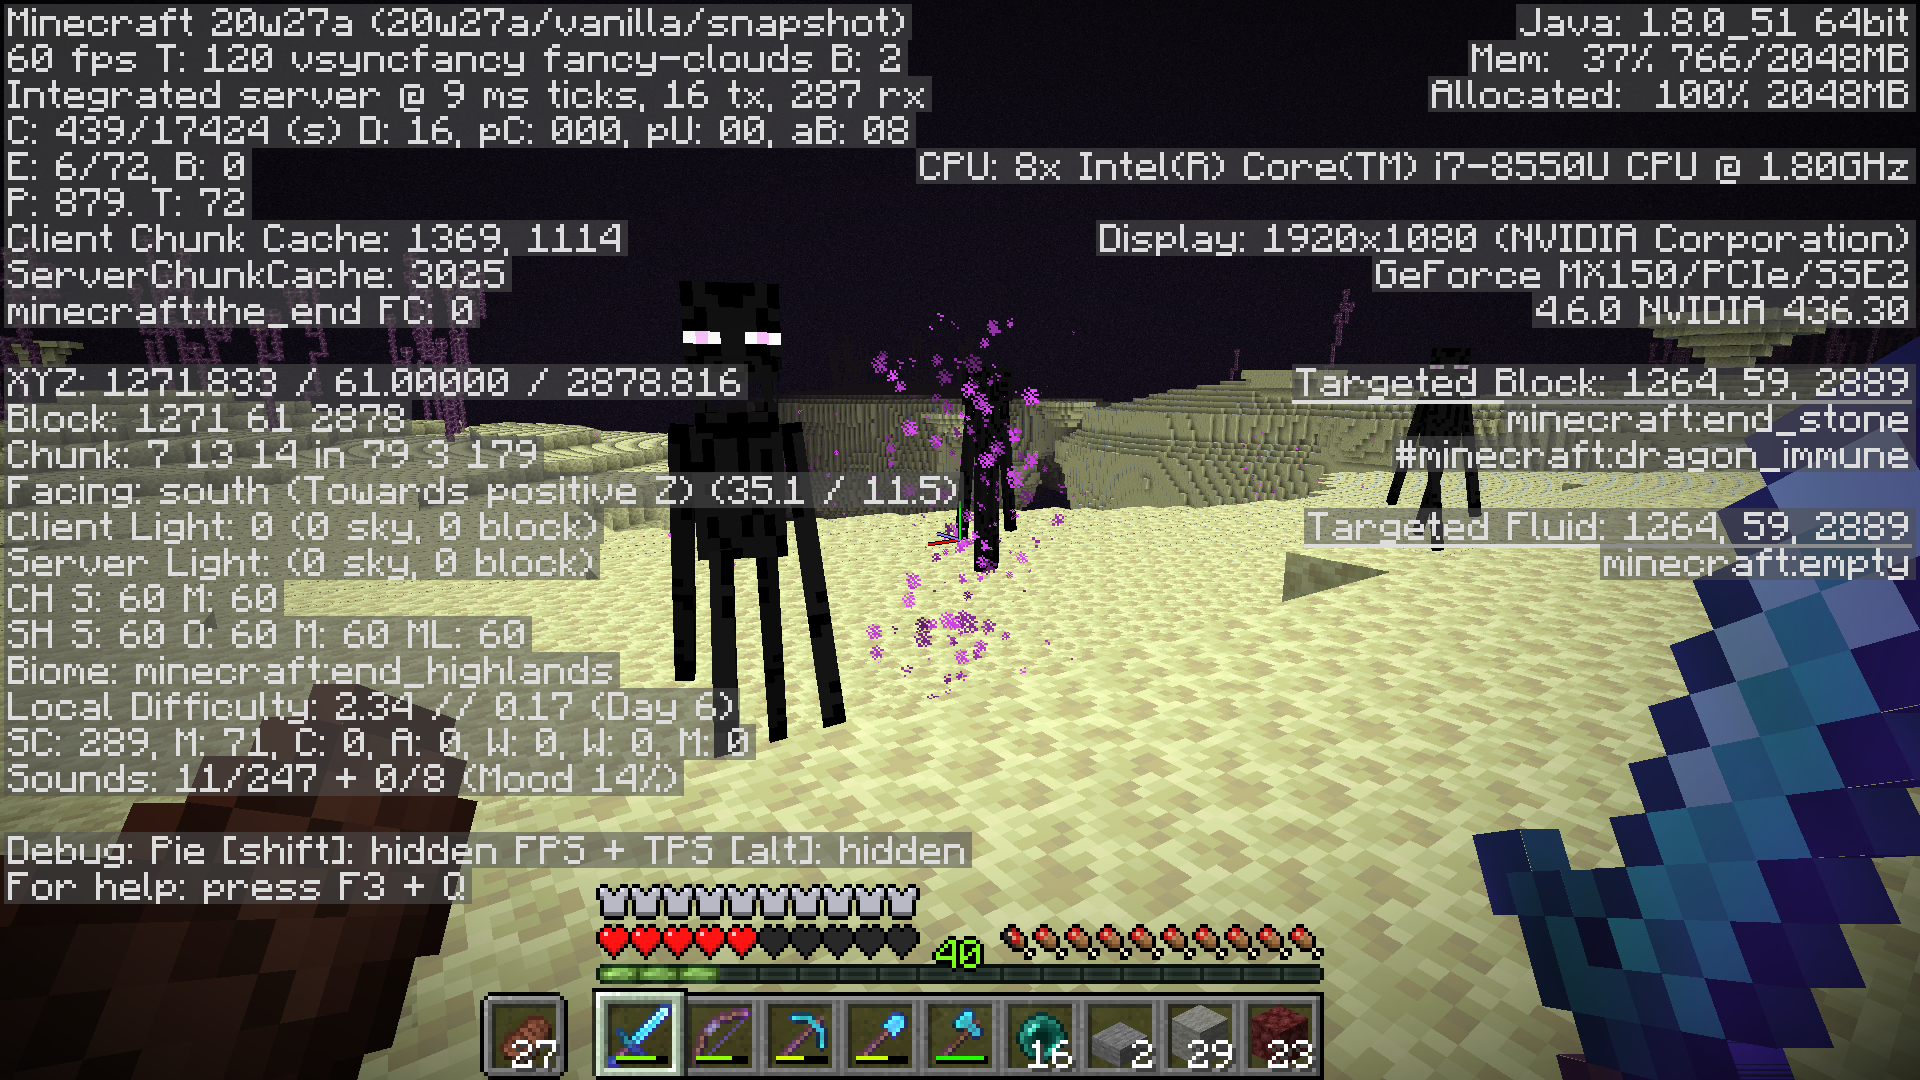 Minecraft 20w27a (20w27a/vanilla/snapshot)
60 fps T: 120 vsyncfancy fancy-clouds B: 2
Integrated server @ 9 ms ticks, 16 tx, 287 rx
C: 439/17424 (s) D: 16, pC: 000, pU: 00, aB: 08
E: 6/72, B: 0
P: 879. T: 72
Client Chunk Cache: 1369, 1114
ServerChunkCache: 3025
minecraft:the_end FC: 0
XYZ: 1271.833 / 61.00000 / 2878.816
Block: 1271 61 2878
Chunk: 7 13 14 in 79 3 179
Facing: south (Towards positive Z) (35.1 / 11.5)
Client Light: 0 (0 sky, 0 block)
Server Light: (0 sky, 0 block)
CH S: 60 M: 60
SH S: 60 O: 60 M: 60 ML: 60
Biome: minecraft:end_highlands
Local Difficulty: 2.34 // 0.17 (Day 6)
SC: 289, M: 71, C: 0, A: 0, W: 0, W: 0, M: 0
Sounds: 11/247 + 0/8 (Mood 14%)
Debug: Pie [shift]: hidden FPS + TPS [alt]: hidden
For help: press F3 + Q
Java: 1.8.0_51 64bit
Mem: 37% 766/2048MB
Allocated: 100% 2048MB
CPU: 8x Intel(R) Core(TM) i7-8550U CPU @ 1.80GHz
Display: 1920x1080 (NVIDIA Corporation)
GeForce MX150/PCIe/SSE2
4.6.0 NVIDIA 436.30
Targeted Block: 1264, 59, 2889
minecraft:end_stone
#minecraft:dragon_immune
Targeted Fluid: 1264, 59, 2889
minecraft:empty
40
27
16
2
29
23